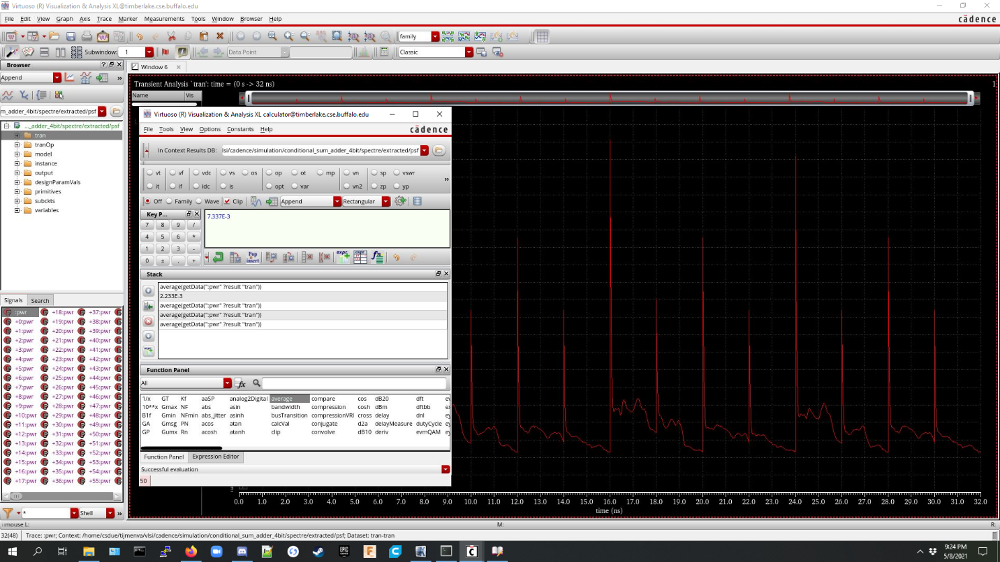 Virtuoso (R) Visualization & Analysis XL@timberlake.cse.buffalo.edu
File Edit View Graph Axis Trace Marker Measurements Tools Window Browser Help
cādence
family
Subwindow: 1
Data Point
Classic
Browser
Window 6
Append
Transient Analysis `tran': time = (0 s -> 32 ns)
1
Name Vis
m_adder_4bit/spectre/extracted/psf
..._adder_4bit/spectre/extracted/psf
tran
tranOp
model
instance
output
designParamVals
primitives
subckts
variables
Virtuoso (R) Visualization & Analysis XL calculator@timberlake.cse.buffalo.edu
File Tools View Options Constants Help
cādence
In Context Results DB: lsi/cadence/simulation/conditional_sum_adder_4bit/spectre/extracted/psf
vt vf vdc vs os op ot mp vn sp vswr
it if idc is opt var vn2 zp yp
Off Family Wave Clip Append Rectangular
Key P...
7 8 9 /
4 5 6 *
1 2 3 -
0 ± . +
7.337E-3
Stack
average(getData(":pwr" ?result "tran"))
2.233E-3
average(getData(":pwr" ?result "tran"))
average(getData(":pwr" ?result "tran"))
average(getData(":pwr" ?result "tran"))
Function Panel
All
1/x GT Kf aaSP analog2Digital average compare cos dB20 dft
10**x Gmax NF abs asin bandwidth compression cosh dBm dftbb
B1f Gmin NFmin abs_jitter asinh busTransition compressionVRI cross delay dnl
GA Gmsg PN acos atan calcVal conjugate d2a delayMeasure dutyCycle
GP Gumx Rn acosh atanh clip convolve dB10 deriv evmQAM
Function Panel Expression Editor
Successful evaluation
50
Signals Search
:pwr +18:pwr +37:pwr
+0:pwr +19:pwr +38:pwr
+1:pwr +20:pwr +39:pwr
+2:pwr +21:pwr +40:pwr
+3:pwr +22:pwr +41:pwr
+4:pwr +23:pwr +42:pwr
+5:pwr +24:pwr +43:pwr
+6:pwr +25:pwr +44:pwr
+7:pwr +26:pwr +45:pwr
+8:pwr +27:pwr +46:pwr
+9:pwr +28:pwr +47:pwr
+10:pwr +29:pwr +48:pwr
+11:pwr +30:pwr +49:pwr
+12:pwr +31:pwr +50:pwr
+13:pwr +32:pwr +51:pwr
+14:pwr +33:pwr +52:pwr
+15:pwr +34:pwr +53:pwr
+16:pwr +35:pwr +54:pwr
+17:pwr +36:pwr +55:pwr
0.0 1.0 2.0 3.0 4.0 5.0 6.0 7.0 8.0 9.0 10.0 11.0 12.0 13.0 14.0 15.0 16.0 17.0 18.0 19.0 20.0 21.0 22.0 23.0 24.0 25.0 26.0 27.0 28.0 29.0 30.0 31.0 32.0
time (ns)
* Shell
mouse L: M: R:
32(48) Trace: :pwr; Context: /home/csdue/tijmenva/vlsi/cadence/simulation/conditional_sum_adder_4bit/spectre/extracted/psf; Dataset: tran-tran
9:24 PM
5/8/2021